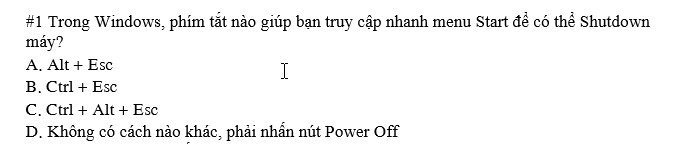 #1 Trong Windows, phím tắt nào giúp bạn truy cập nhanh menu Start để có thể Shutdown
máy?
A. Alt + Esc
B. Ctrl + Esc
C. Ctrl + Alt + Esc
D. Không có cách nào khác, phải nhấn nút Power Off